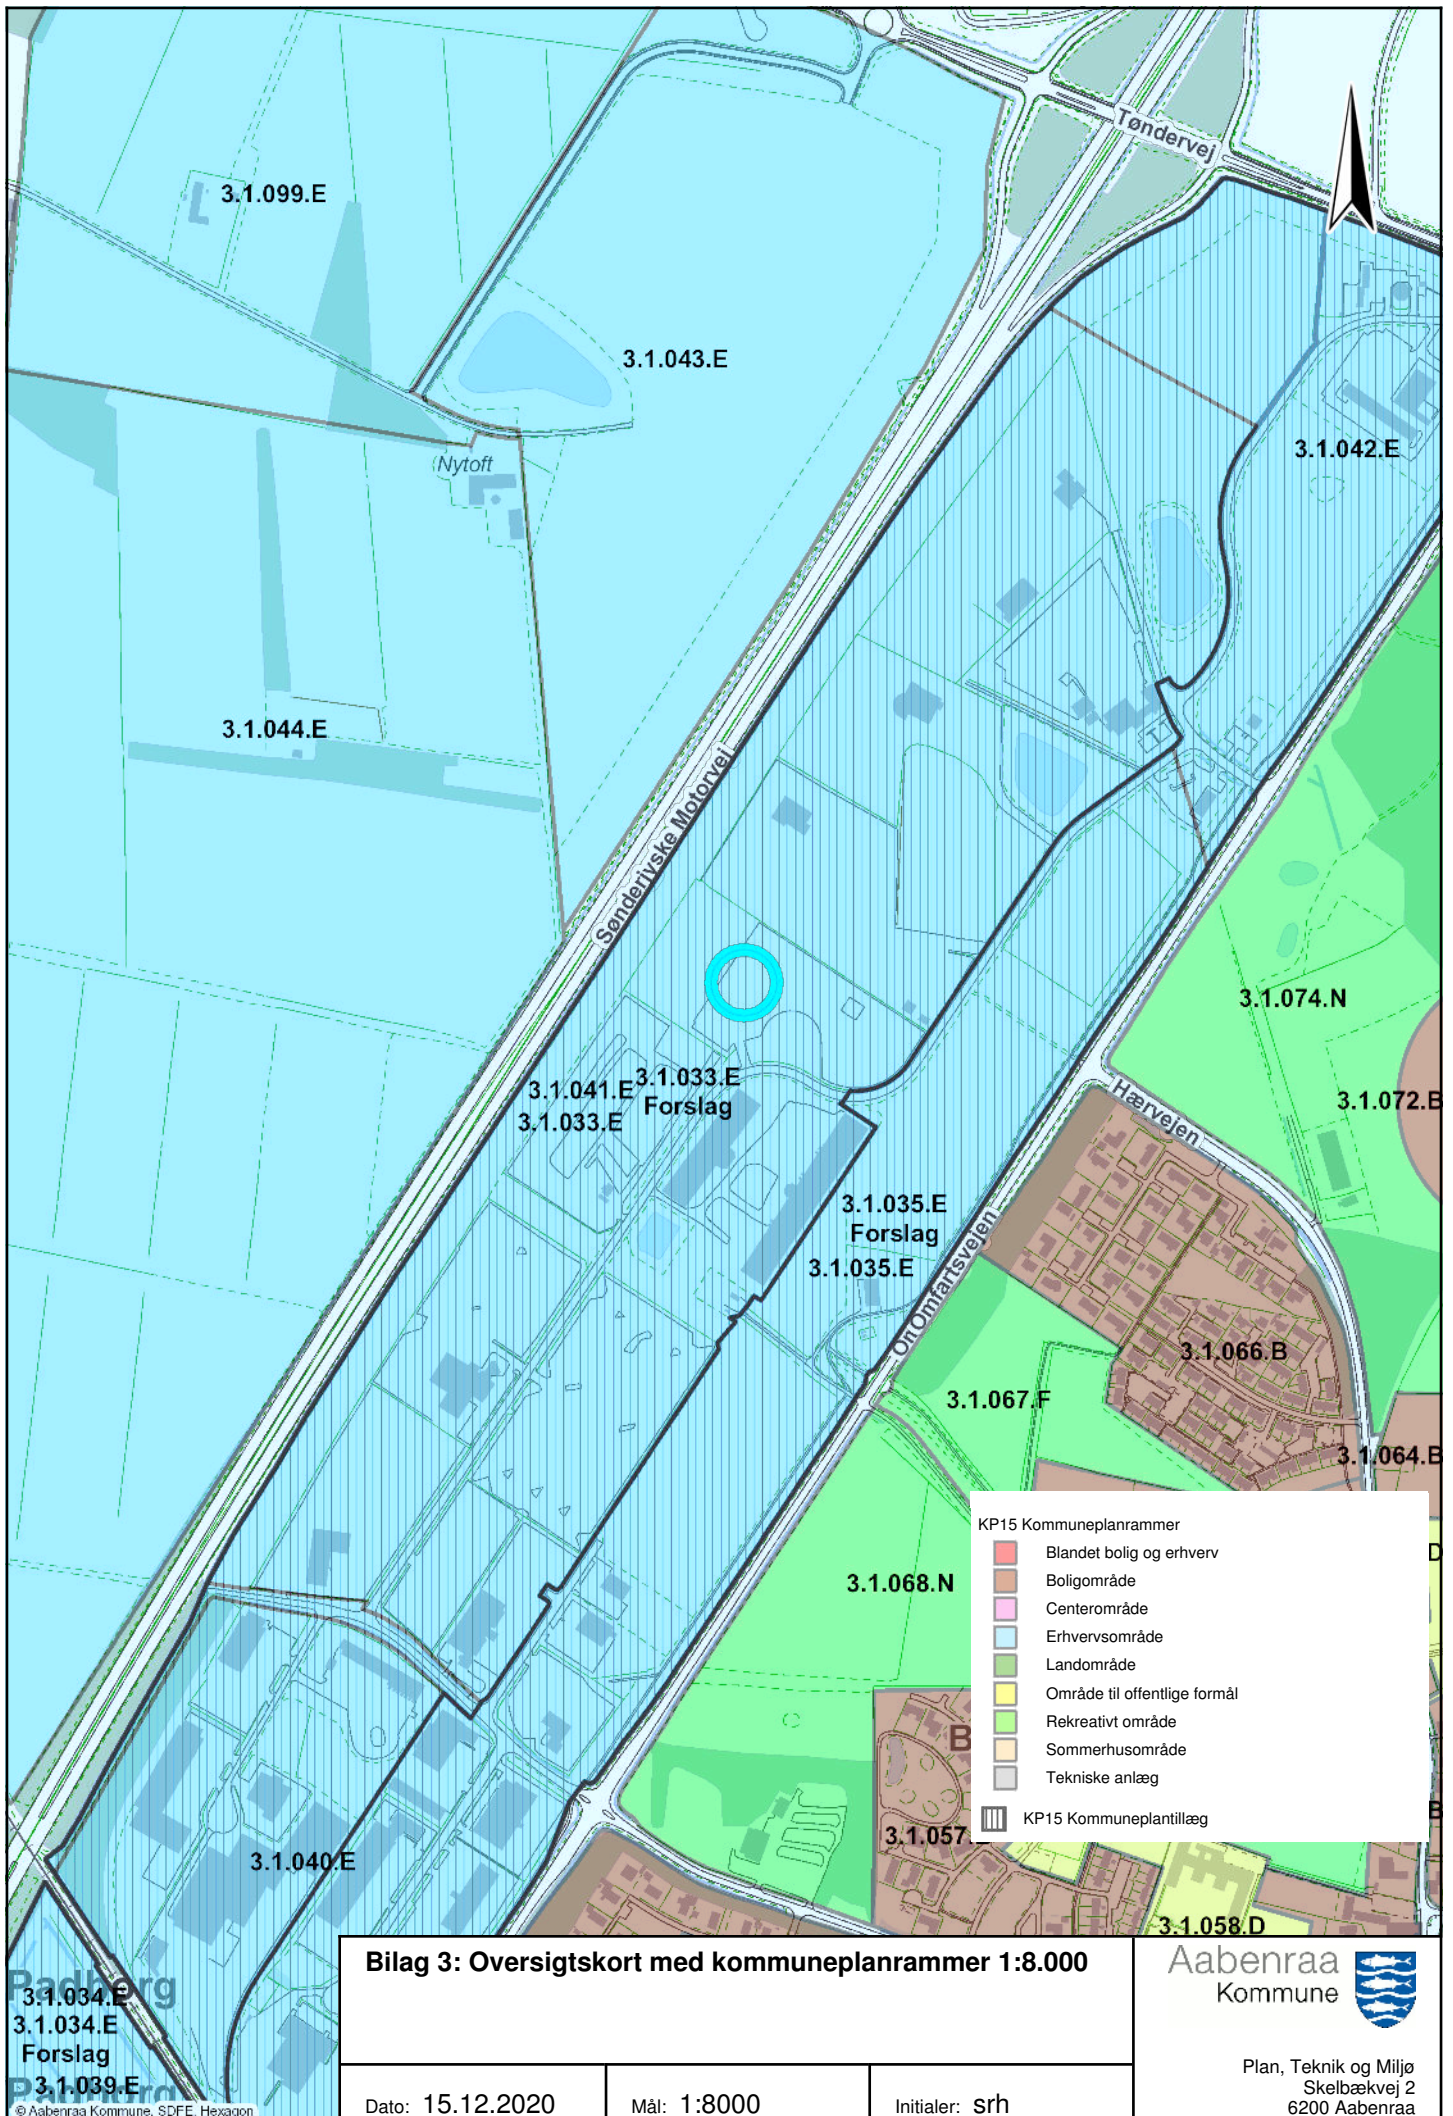 Tøndervej
3.1.099.E
3.1.043.E
3.1.042.E
Nytoft
3.1.044.E
Sønderjyske Motorvej
3.1.074.N
3.1.041.E
3.1.033.E
Forslag
3.1.033.E
Hærvejen
3.1.072.B
3.1.035.E
Forslag
3.1.035.E
Omfartsvejen
3.1.066.B
3.1.067.F
3.1.064.B
3.1.068.N
KP15 Kommuneplanrammer
Blandet bolig og erhverv
Boligområde
Centerområde
Erhvervsområde
Landområde
Område til offentlige formål
Rekreativt område
Sommerhusområde
Tekniske anlæg
KP15 Kommuneplantillæg
3.1.057.
3.1.040.E
3.1.058.D
Padborg
3.1.034.E
3.1.034.E
Forslag
Padborg
3.1.039.E
© Aabenraa Kommune, SDFE, Hexagon
Bilag 3: Oversigtskort med kommuneplanrammer 1:8.000
Dato: 15.12.2020
Mål: 1:8000
Initialer: srh
Aabenraa
Kommune
Plan, Teknik og Miljø
Skelbækvej 2
6200 Aabenraa